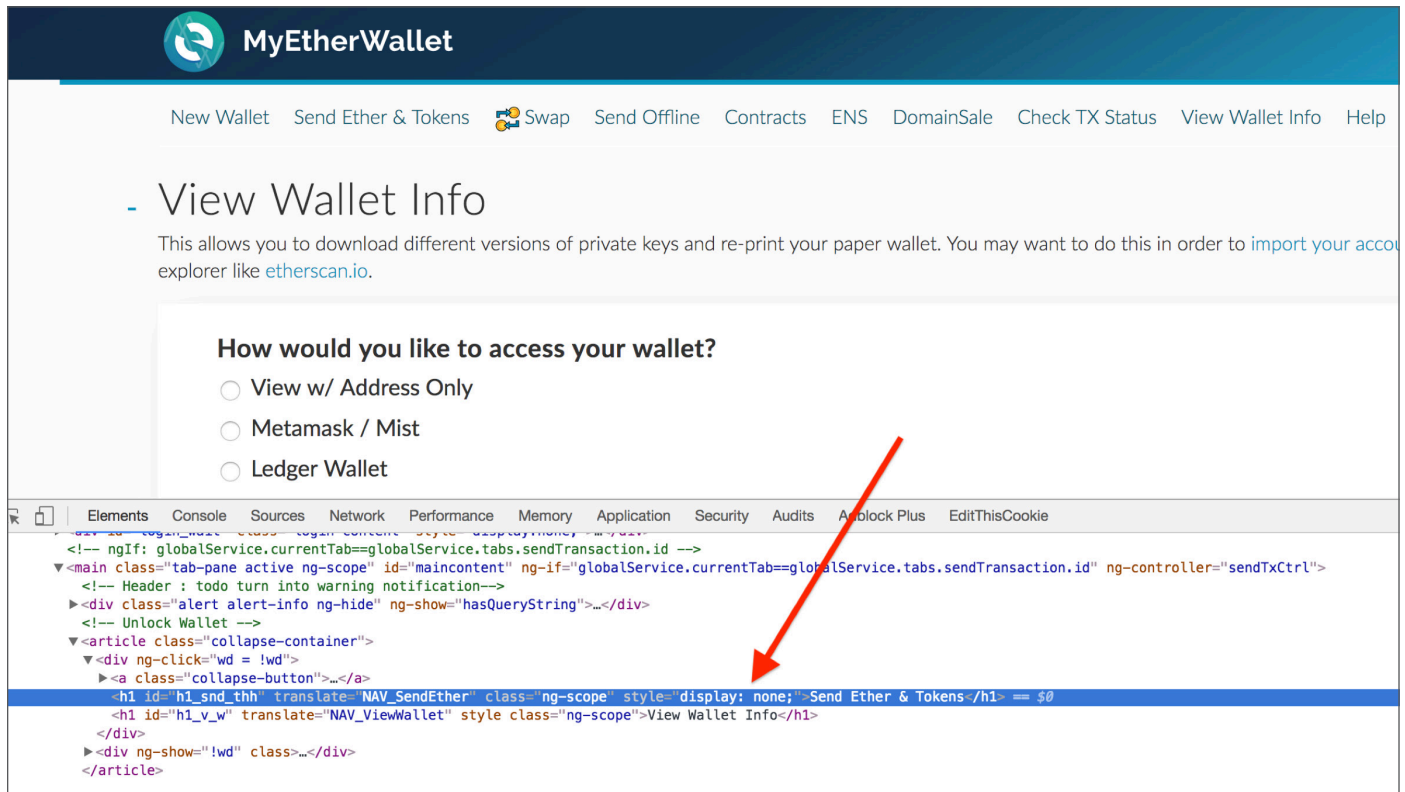 MyEtherWallet
New Wallet Send Ether & Tokens Swap Send Offline Contracts ENS DomainSale Check TX Status View Wallet Info Help
- View Wallet Info
This allows you to download different versions of private keys and re-print your paper wallet. You may want to do this in order to import your
explorer like etherscan.io.
How would you like to access your wallet?
View w/ Address Only
Metamask / Mist
Ledger Wallet
Elements Console Sources Network Performance Memory Application Security Audits Adblock Plus EditThisCookie
<!-- ngIf: globalService.currentTab==globalService.tabs.sendTransaction.id -->
▼<main class="tab-pane active ng-scope" id="maincontent" ng-if="globalService.currentTab==globalService.tabs.sendTransaction.id" ng-controller="sendTxCtrl">
<!-- Header : todo turn into warning notification-->
▶<div class="alert alert-info ng-hide" ng-show="hasQueryString">…</div>
<!-- Unlock Wallet -->
▼<article class="collapse-container">
▼<div ng-click="wd = !wd">
▶<a class="collapse-button">…</a>
<h1 id="h1_snd_thh" translate="NAV_SendEther" class="ng-scope" style="display: none;">Send Ether & Tokens</h1> == $0
<h1 id="h1_v_w" translate="NAV_ViewWallet" style class="ng-scope">View Wallet Info</h1>
</div>
▶<div ng-show="!wd" class>…</div>
</article>